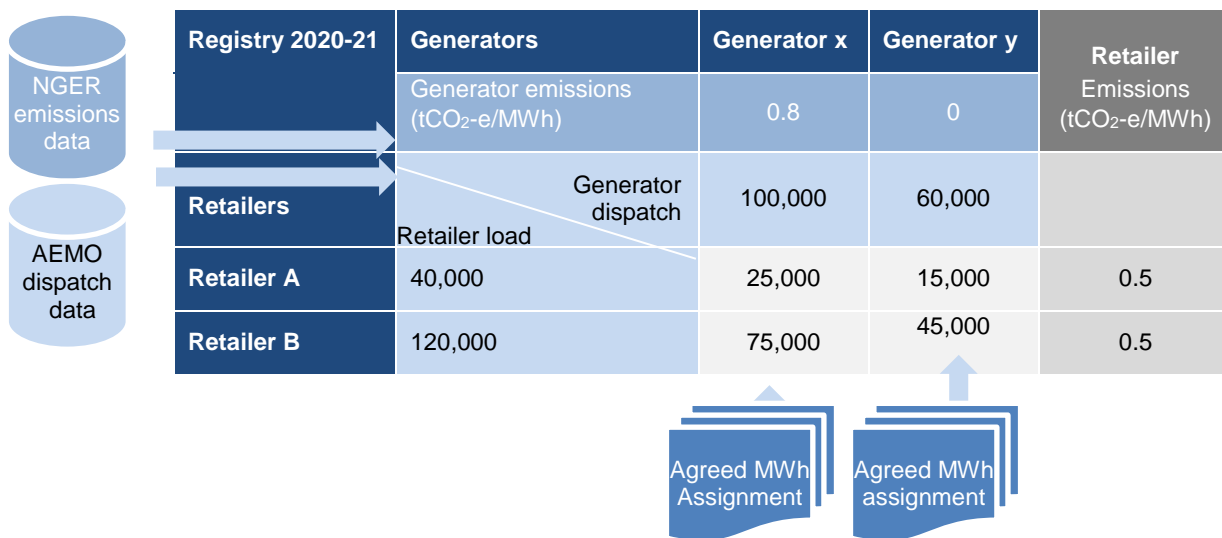 NGER
emissions
data
AEMO
dispatch
data
Registry 2020-21
Generators
Generator x
Generator y
Retailer
Emissions
(tCO₂-e/MWh)
Generator emissions
(tCO₂-e/MWh)
0.8
0
Retailers
Generator
dispatch
Retailer load
100,000
60,000
Retailer A
40,000
25,000
15,000
0.5
Retailer B
120,000
75,000
45,000
0.5
Agreed MWh
Assignment
Agreed MWh
assignment